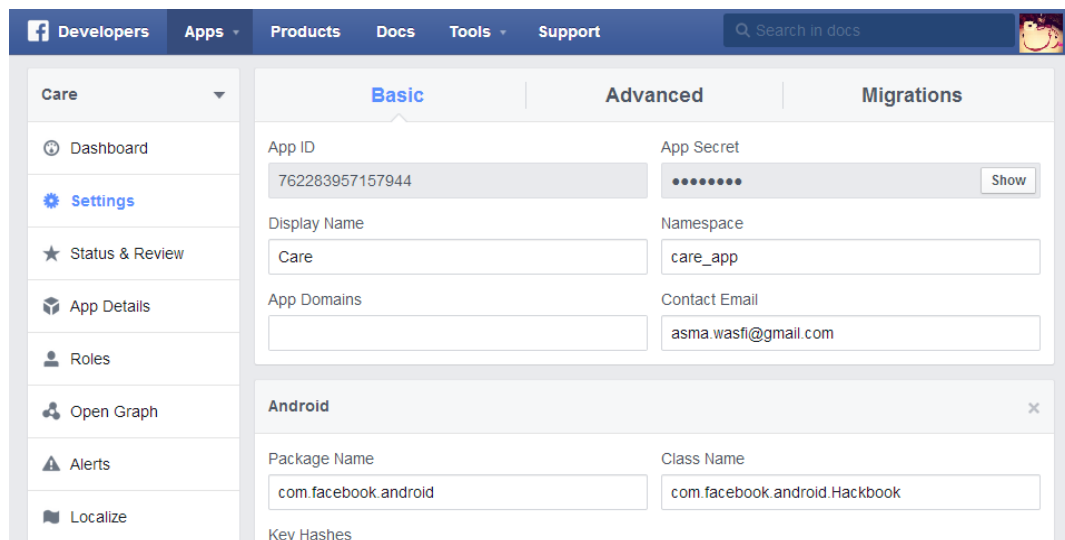 f Developers Apps Products Docs Tools Support Search in docs
Care
Dashboard
Settings
Status & Review
App Details
Roles
Open Graph
Alerts
Localize
Basic Advanced Migrations
App ID App Secret
762283957157944 •••••••• Show
Display Name Namespace
Care care_app
App Domains Contact Email
asma.wasfi@gmail.com
Android
Package Name Class Name
com.facebook.android com.facebook.android.Hackbook
Key Hashes